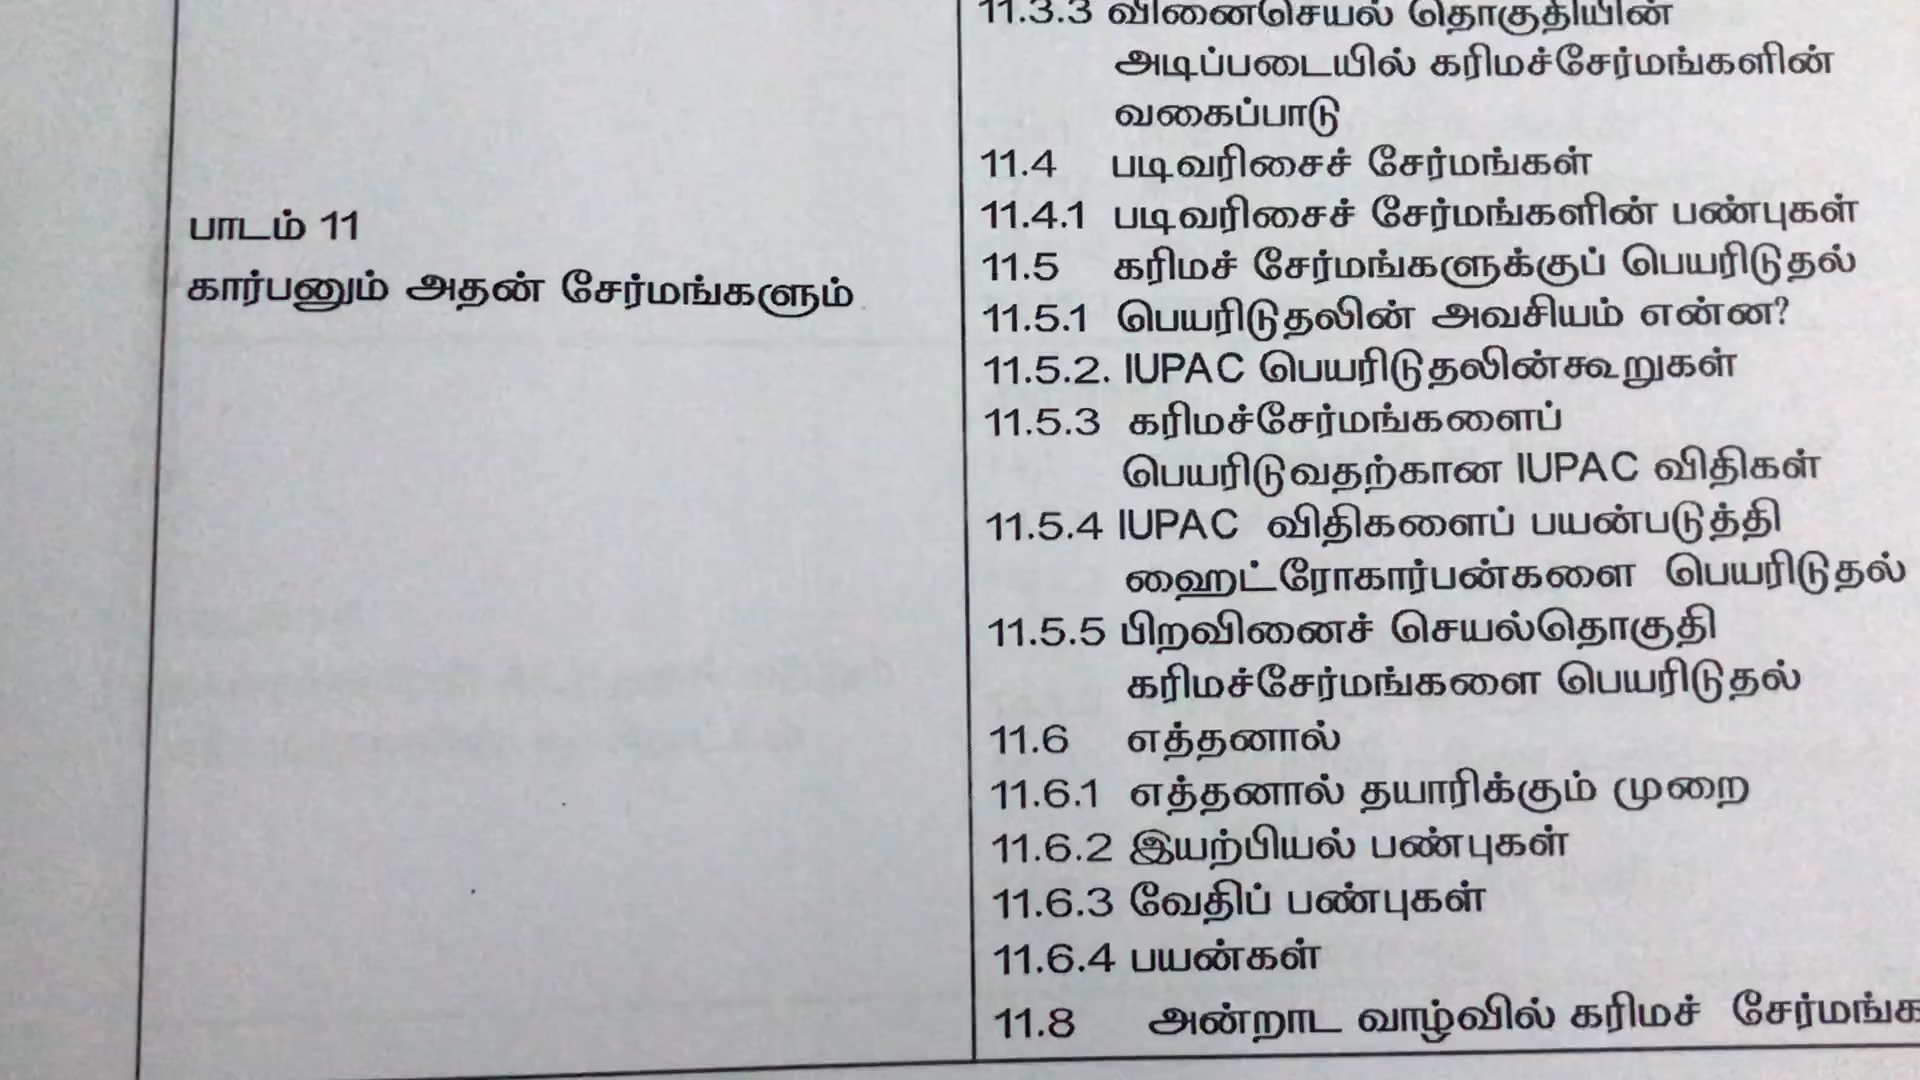 பாடம் 11
கார்பனும் அதன் சேர்மங்களும்
11.3.3 வினைசெயல் தொகுதியின்
அடிப்படையில் கரிமச்சேர்மங்களின்
வகைப்பாடு
11.4 படிவரிசைச் சேர்மங்கள்
11.4.1 படிவரிசைச் சேர்மங்களின் பண்புகள்
11.5 கரிமச் சேர்மங்களுக்குப் பெயரிடுதல்
11.5.1 பெயரிடுதலின் அவசியம் என்ன?
11.5.2. IUPAC பெயரிடுதலின்கூறுகள்
11.5.3 கரிமச்சேர்மங்களைப்
பெயரிடுவதற்கான IUPAC விதிகள்
11.5.4 IUPAC விதிகளைப் பயன்படுத்தி
ஹைட்ரோகார்பன்களை பெயரிடுதல்
11.5.5 பிறவினைச் செயல்தொகுதி
கரிமச்சேர்மங்களை பெயரிடுதல்
11.6 எத்தனால்
11.6.1 எத்தனால் தயாரிக்கும் முறை
11.6.2 இயற்பியல் பண்புகள்
11.6.3 வேதிப் பண்புகள்
11.6.4 பயன்கள்
11.8 அன்றாட வாழ்வில் கரிமச்